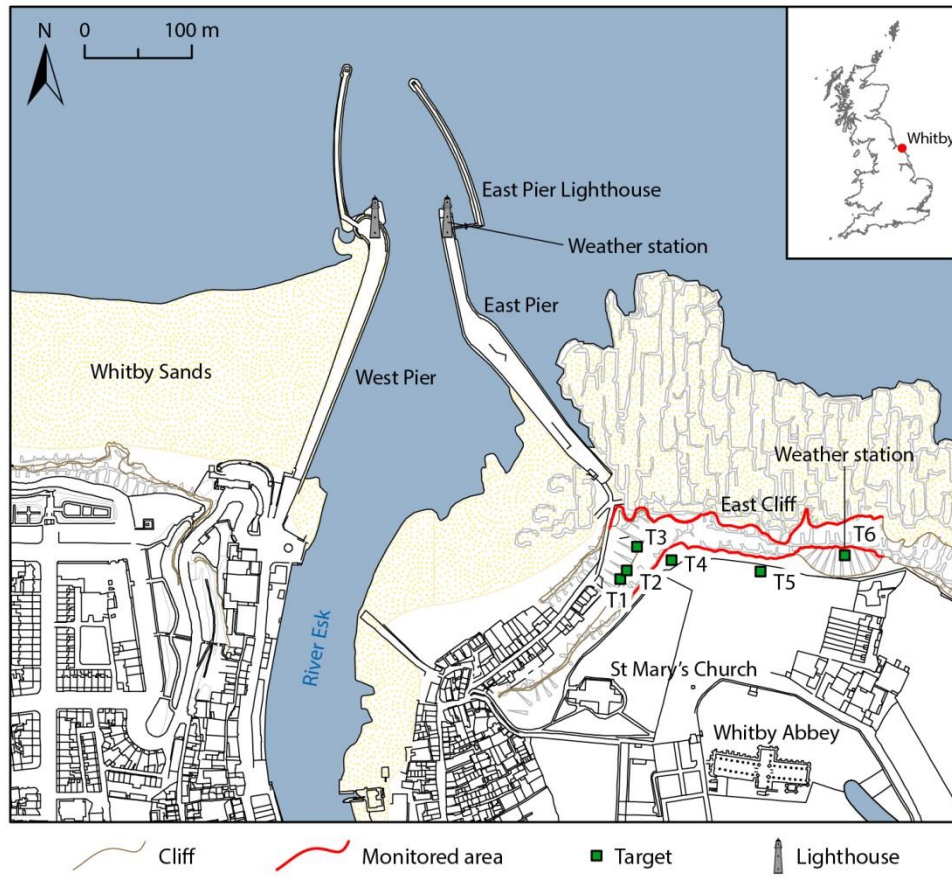 N
0
100 m
Whitby
East Pier Lighthouse
Weather station
East Pier
Whitby Sands
West Pier
Weather station
East Cliff
T6
T3
T4
T2
T5
T1
River Esk
St Mary's Church
Whitby Abbey
Cliff
Monitored area
Target
Lighthouse